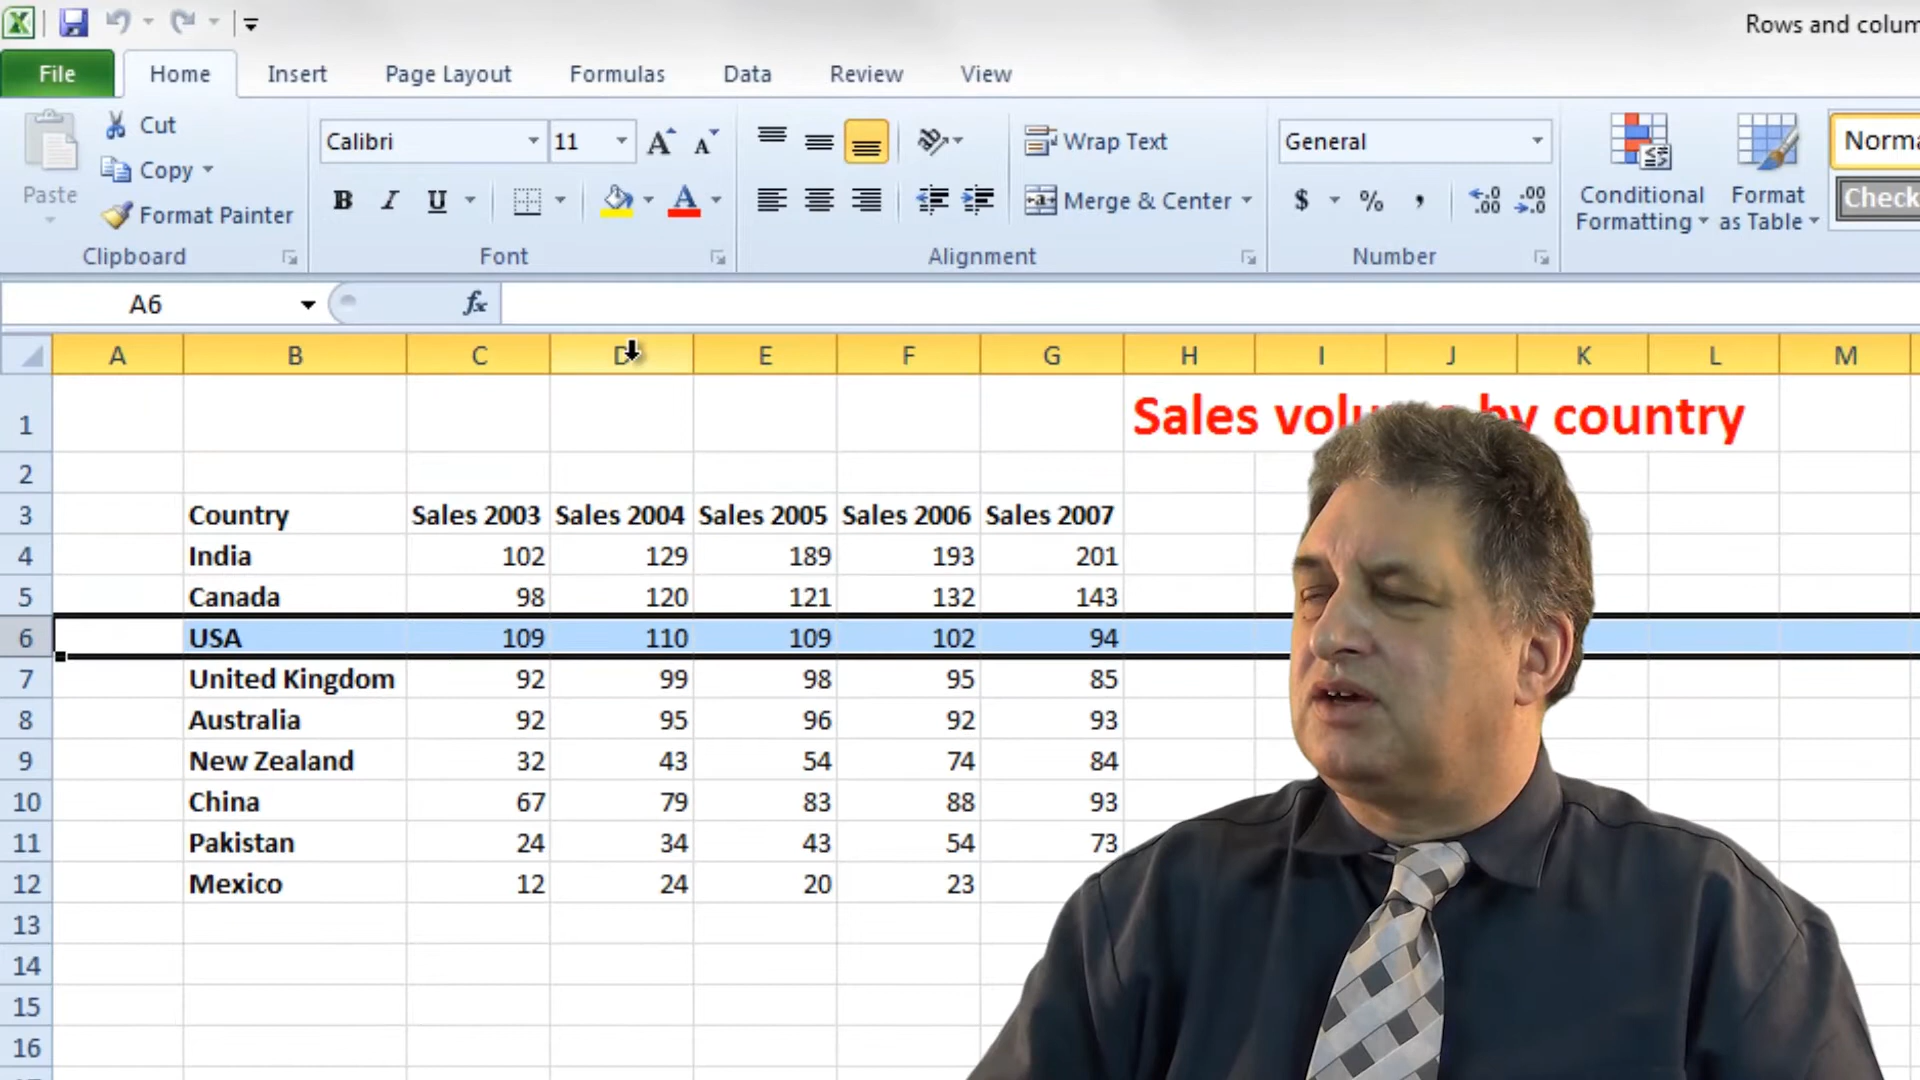 Rows and colum
File Home Insert Page Layout Formulas Data Review View
Paste
Cut
Copy
Format Painter
Clipboard
Calibri 11 A A
B I U A
Font
Wrap Text
Merge & Center
Alignment
General
$ % , .0 .00 .00 .0
Number
Conditional Formatting
Format as Table
Norma
Check
A6 fx
A B C D E F G H I J K L M
1 Sales by country
2
3 Country Sales 2003 Sales 2004 Sales 2005 Sales 2006 Sales 2007
4 India 102 129 189 193 201
5 Canada 98 120 121 132 143
6 USA 109 110 109 102 94
7 United Kingdom 92 99 98 95 85
8 Australia 92 95 96 92 93
9 New Zealand 32 43 54 74 84
10 China 67 79 83 88 93
11 Pakistan 24 34 43 54 73
12 Mexico 12 24 20 23
13
14
15
16